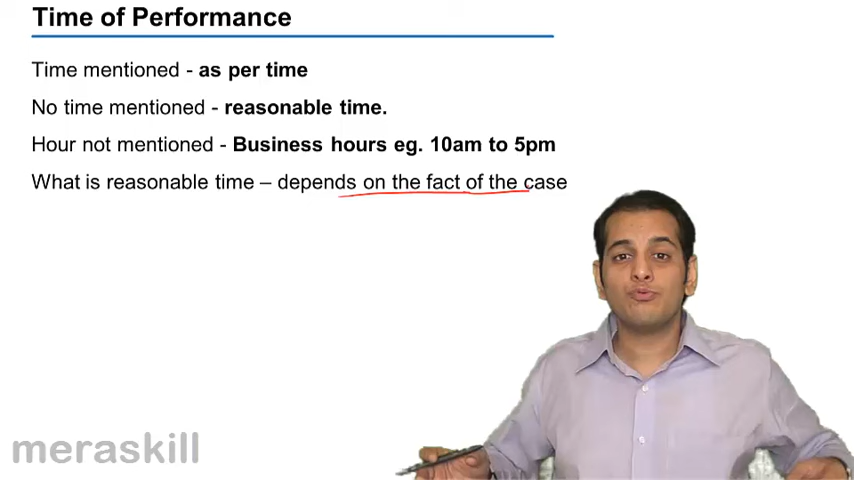 Time of Performance
Time mentioned - as per time
No time mentioned - reasonable time.
Hour not mentioned - Business hours eg. 10am to 5pm
What is reasonable time – depends on the fact of the case
meraskill